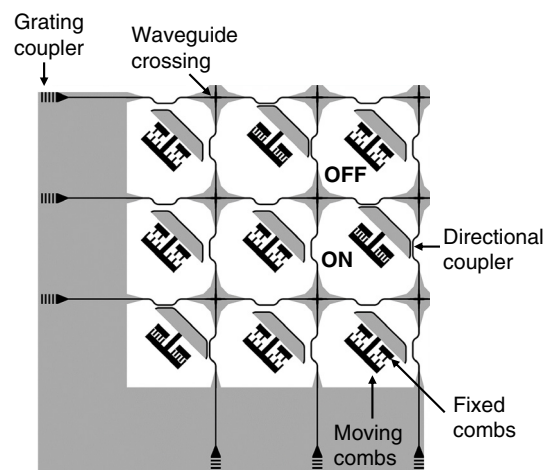 Grating
coupler
Waveguide
crossing
OFF
ON
Directional
coupler
Fixed
combs
Moving
combs